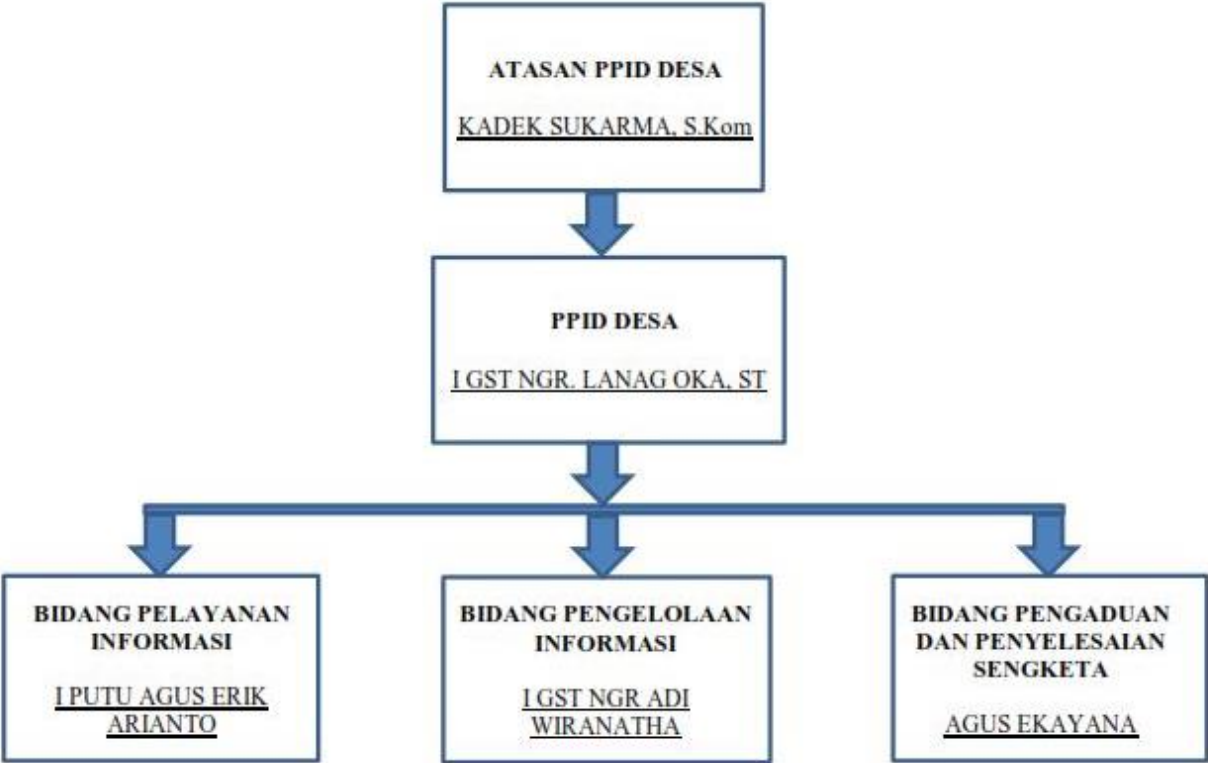 ATASAN PPID DESA
KADEK SUKARMA, S.Kom
PPID DESA
I GST NGR. LANAG OKA, ST
BIDANG PELAYANAN
INFORMASI
I PUTU AGUS ERIK
ARIANTO
BIDANG PENGELOLAAN
INFORMASI
I GST NGR ADI
WIRANATHA
BIDANG PENGADUAN
DAN PENYELESAIAN
SENGKETA
AGUS EKAYANA